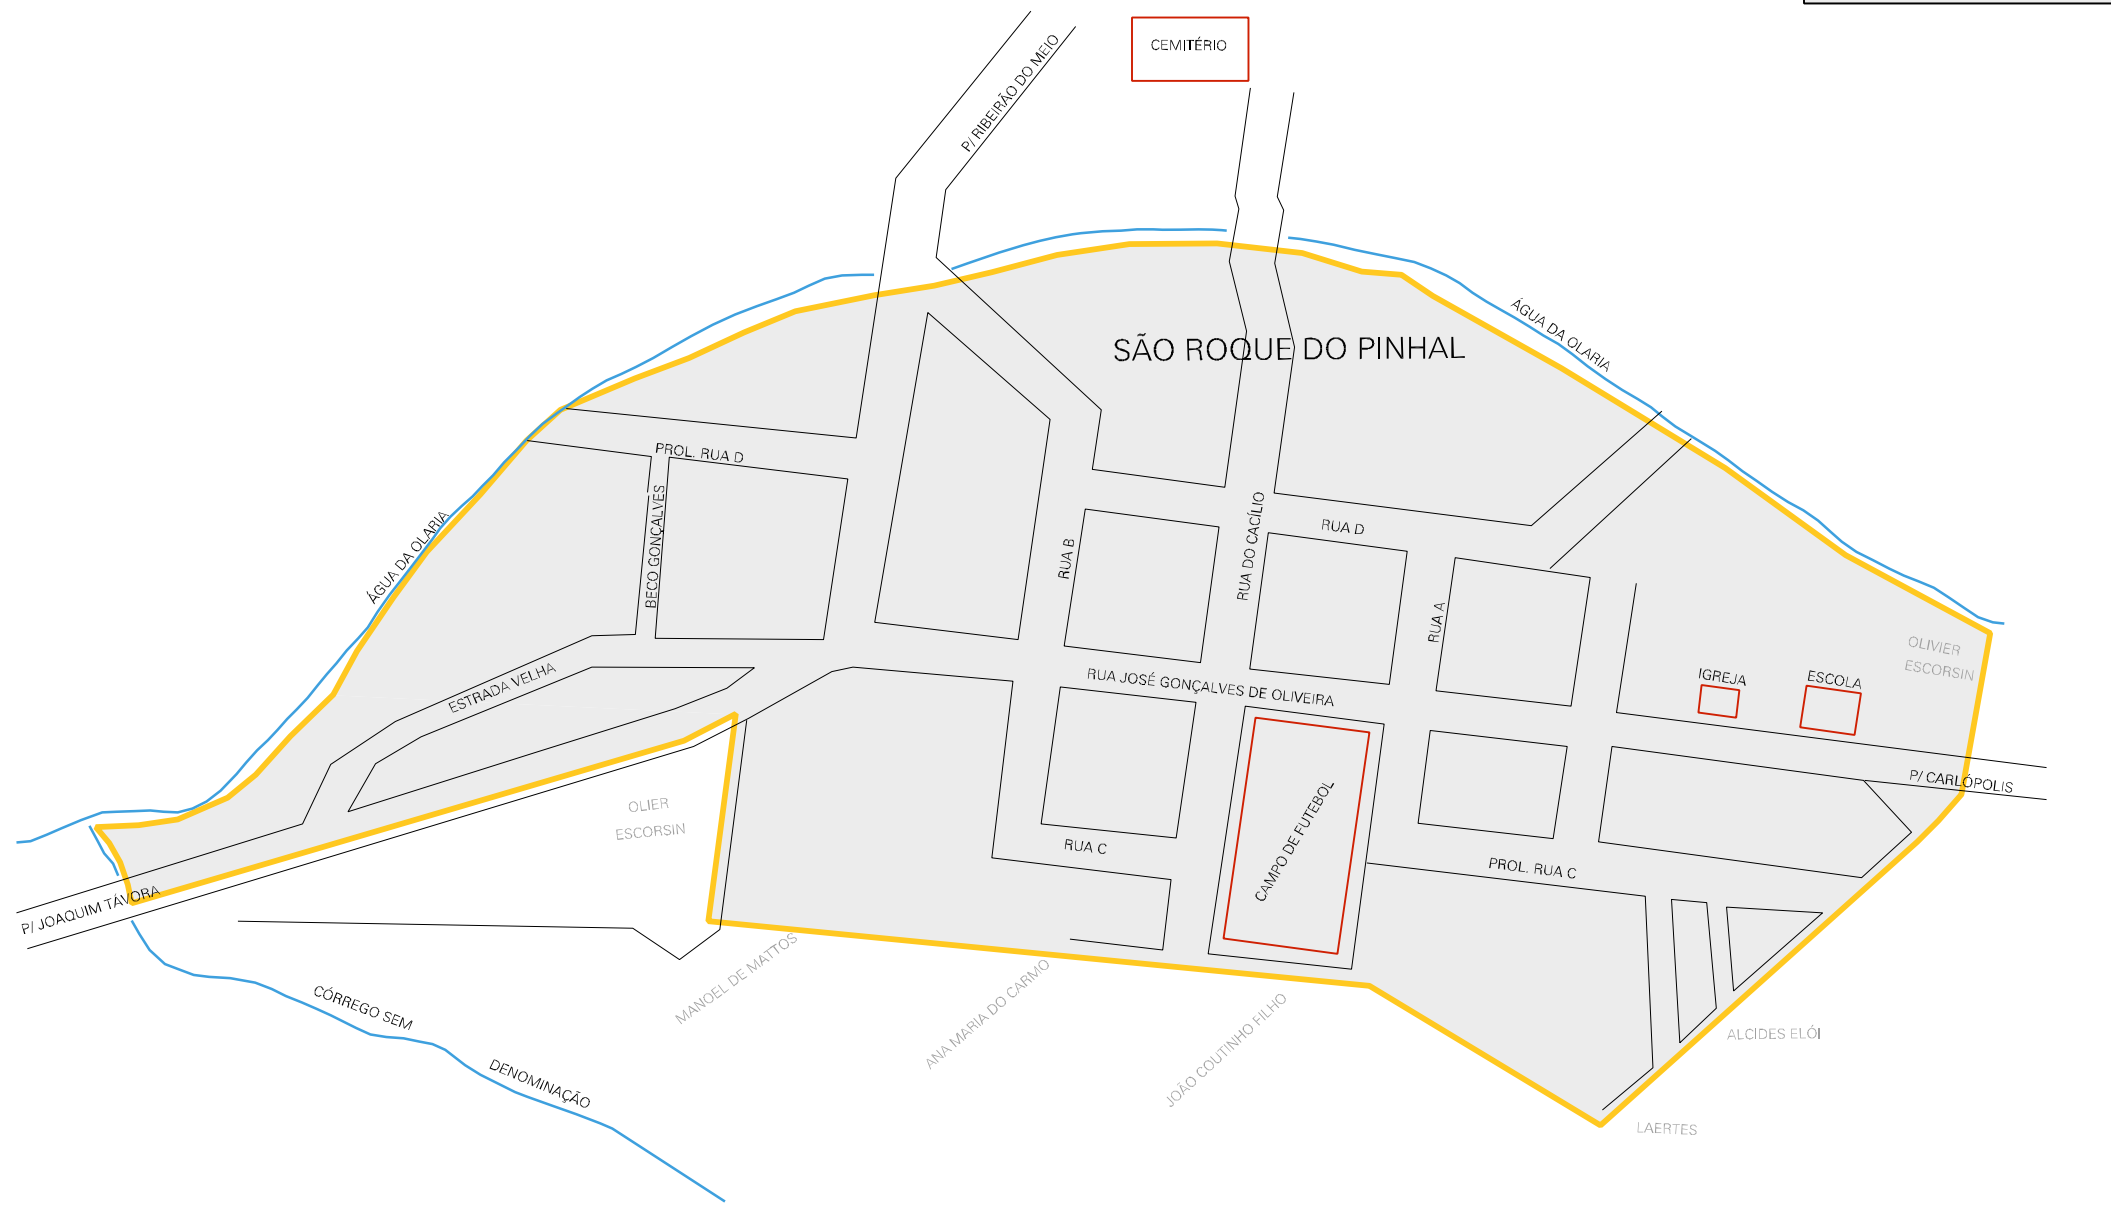 CEMITÉRIO
P/ RIBEIRÃO DO MEIO
SÃO ROQUE DO PINHAL
ÁGUA DA OLARIA
PROL. RUA D
ÁGUA DA OLARIA
BECO GONÇALVES
RUA B
RUA DO CACÍLIO
RUA D
RUA A
OLIVIER
ESCORSIN
IGREJA
ESCOLA
ESTRADA VELHA
RUA JOSÉ GONÇALVES DE OLIVEIRA
P/ CARLÓPOLIS
OLIER
ESCORSIN
CAMPO DE FUTEBOL
RUA C
PROL. RUA C
P/ JOAQUIM TÁVORA
MANOEL DE MATTOS
ANA MARIA DO CARMO
JOÃO COUTINHO FILHO
CÓRREGO SEM
DENOMINAÇÃO
ALCIDES ELÓI
LAERTES